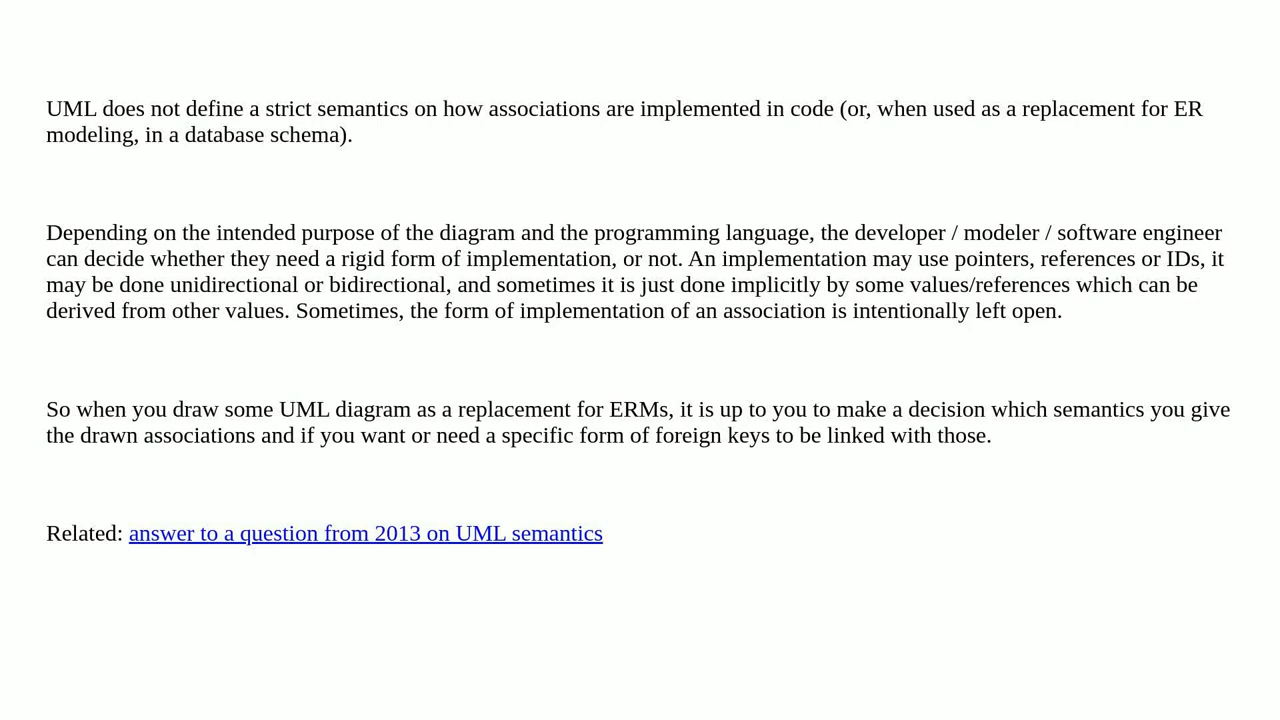 UML does not define a strict semantics on how associations are implemented in code (or, when used as a replacement for ER
modeling, in a database schema).
Depending on the intended purpose of the diagram and the programming language, the developer / modeler / software engineer
can decide whether they need a rigid form of implementation, or not. An implementation may use pointers, references or IDs, it
may be done unidirectional or bidirectional, and sometimes it is just done implicitly by some values/references which can be
derived from other values. Sometimes, the form of implementation of an association is intentionally left open.
So when you draw some UML diagram as a replacement for ERMs, it is up to you to make a decision which semantics you give
the drawn associations and if you want or need a specific form of foreign keys to be linked with those.
Related: answer to a question from 2013 on UML semantics